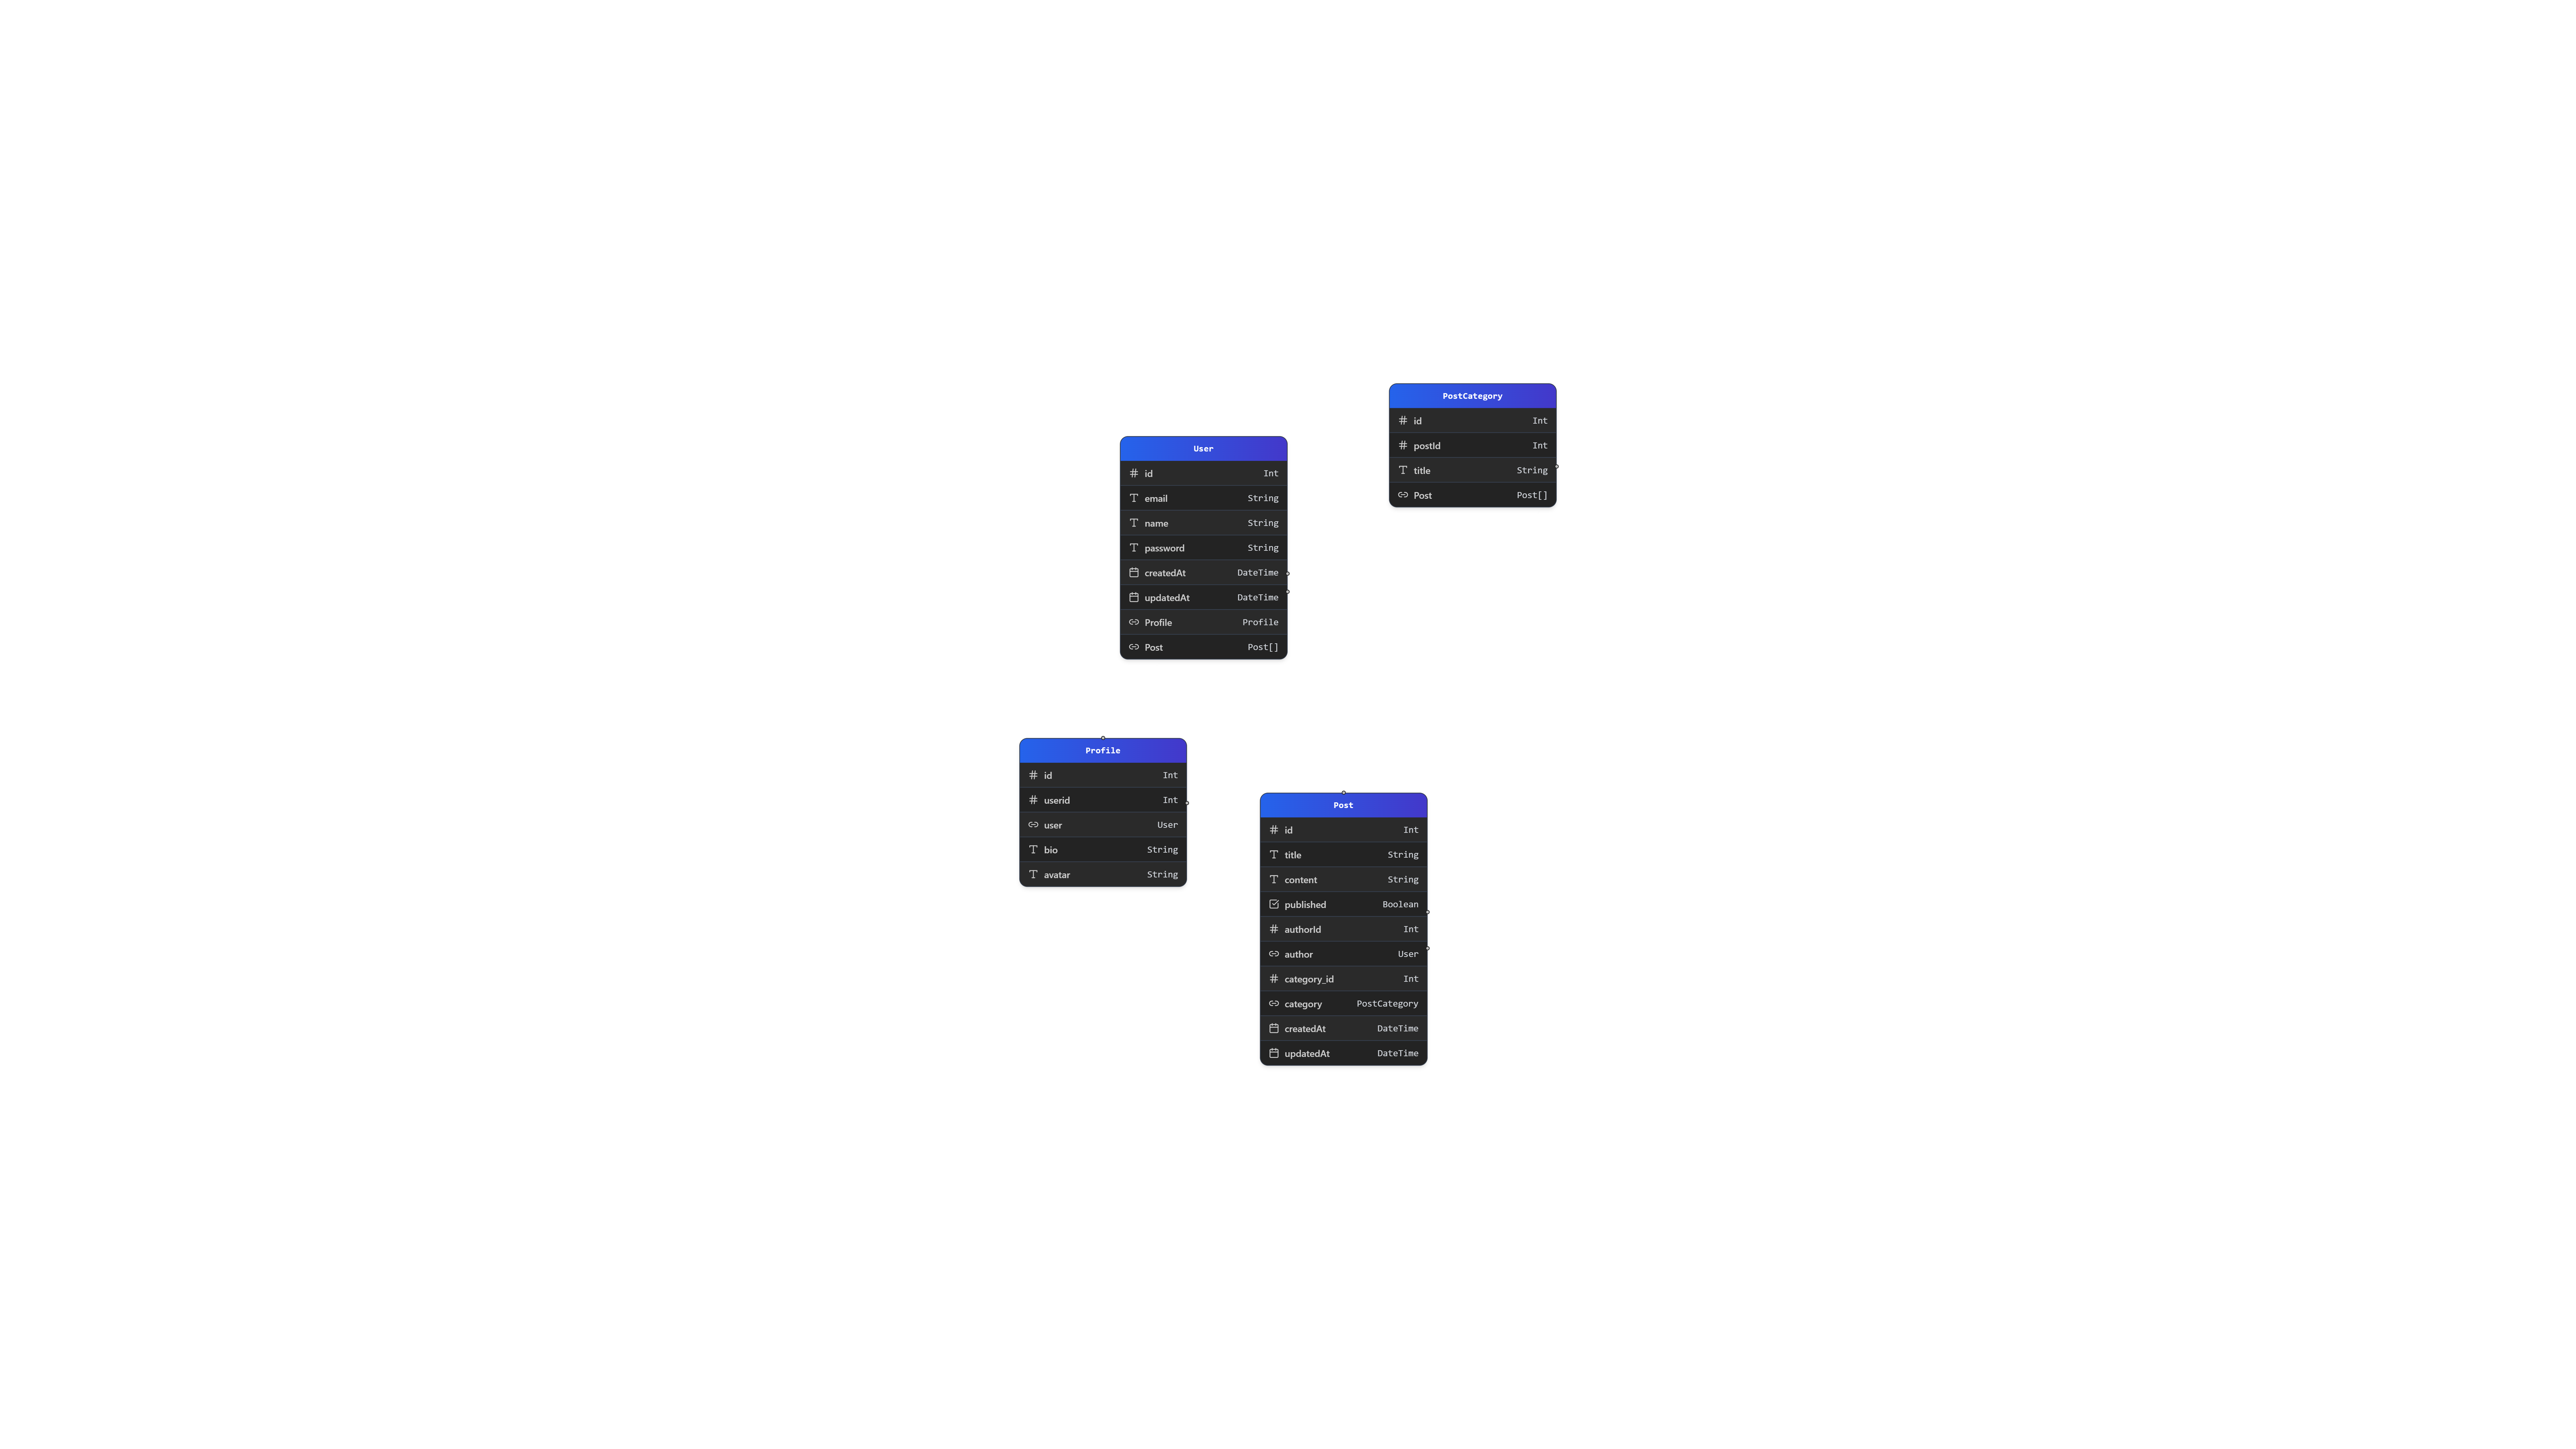 PostCategory
id Int
postId Int
title String
Post Post[]
User
id Int
email String
name String
password String
createdAt DateTime
updatedAt DateTime
Profile Profile
Post Post[]
Profile
id Int
userid Int
user User
bio String
avatar String
Post
id Int
title String
content String
published Boolean
authorId Int
author User
category_id Int
category PostCategory
createdAt DateTime
updatedAt DateTime